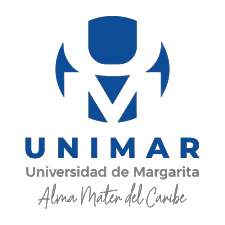 UNIMAR
Universidad de Margarita
Alma Mater del Caribe